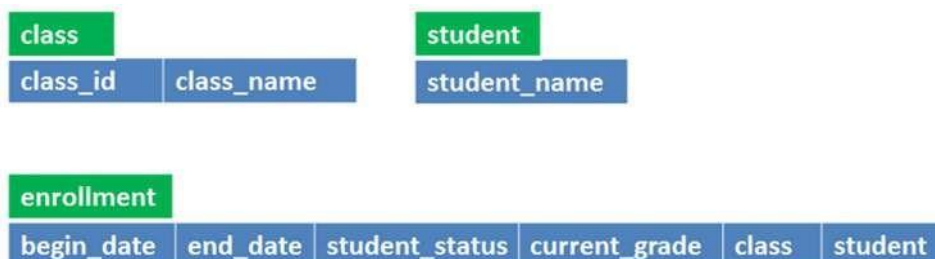 class student
class_id class_name student_name
enrollment
begin_date end_date student_status current_grade class student